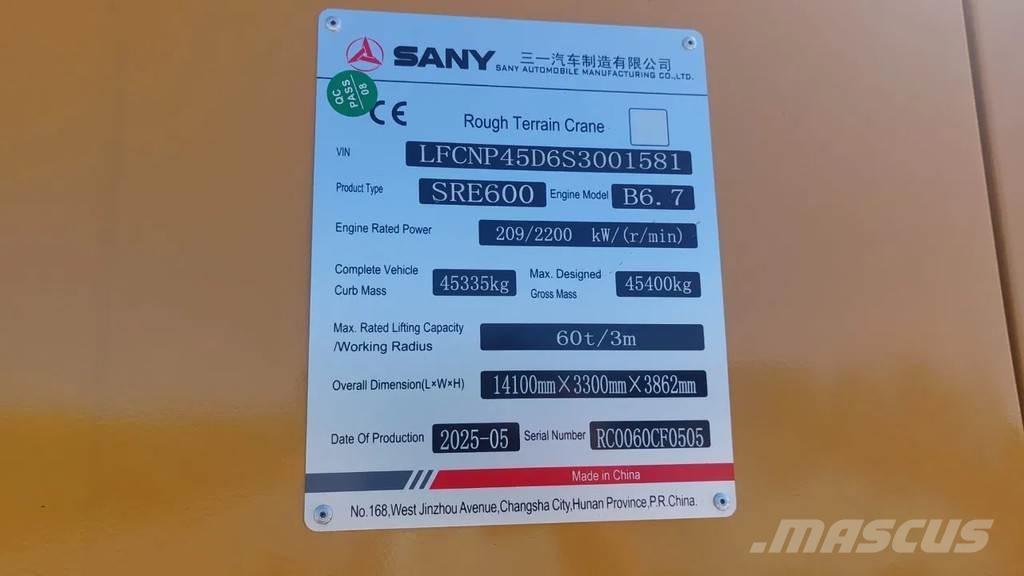 SANY 三一汽车制造有限公司
SANY AUTOMOBILE MANUFACTURING CO.,LTD.
QC
PASS
08
CE
Rough Terrain Crane
VIN LFCNP45D6S3001581
Product Type SRE600 Engine Model B6.7
Engine Rated Power 209/2200 kW/(r/min)
Complete Vehicle Curb Mass 45335kg Max. Designed Gross Mass 45400kg
Max. Rated Lifting Capacity /Working Radius 60t/3m
Overall Dimension(L×W×H) 14100mm×3300mm×3862mm
Date Of Production 2025-05 Serial Number RC0060CF0505
Made in China
No.168,West Jinzhou Avenue,Changsha City,Hunan Province,P.R.China.
.MASCUS